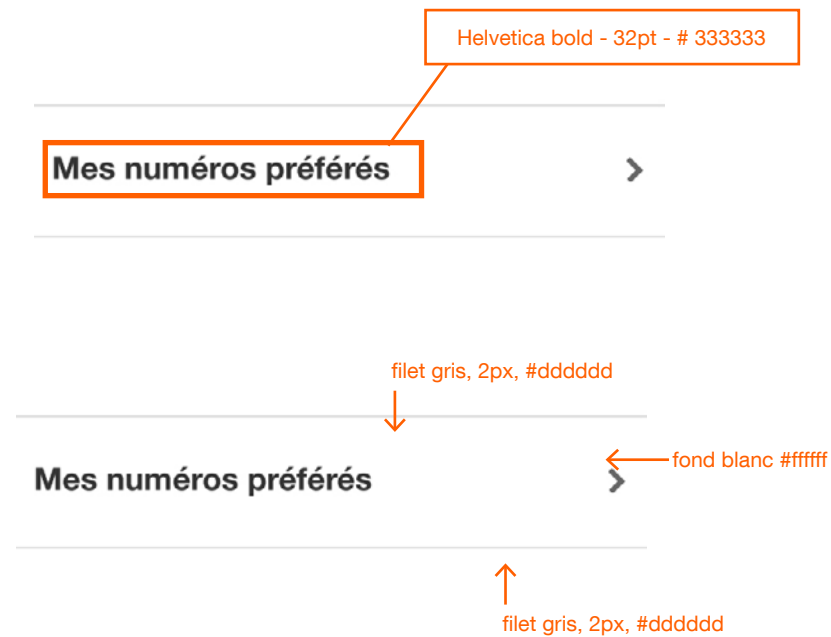 Helvetica bold - 32pt - # 333333
Mes numéros préférés
filet gris, 2px, #dddddd
fond blanc #ffffff
Mes numéros préférés
filet gris, 2px, #dddddd